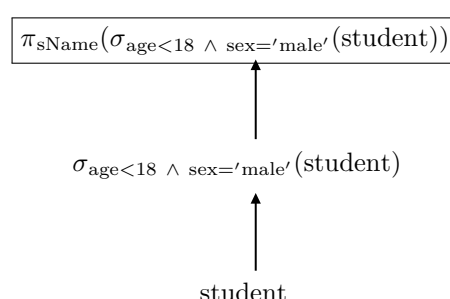 π_sName(σ_age<18 ∧ sex='male'(student))
σ_age<18 ∧ sex='male'(student)
student